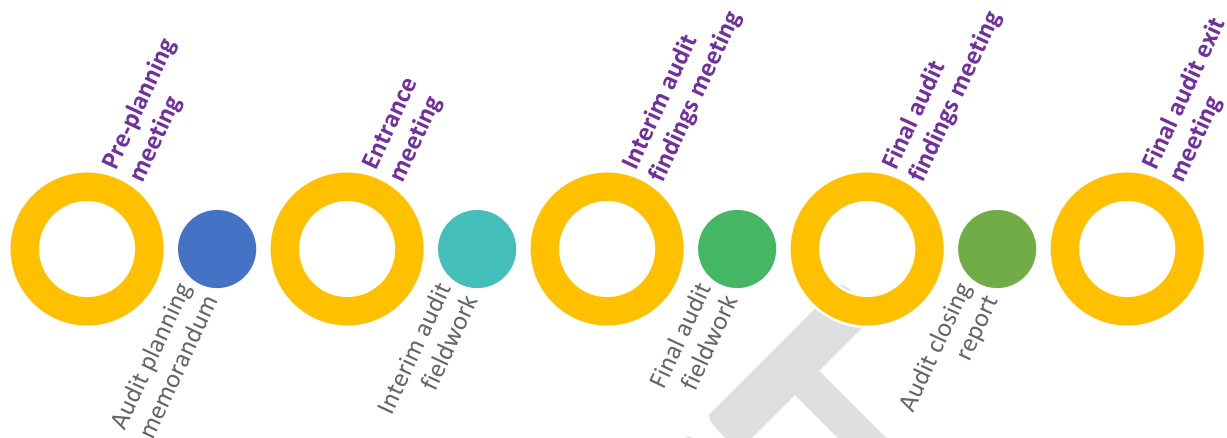 Pre-planning
meeting
Audit planning
memorandum
Entrance
meeting
Interim audit
fieldwork
Interim audit
findings meeting
Final audit
fieldwork
Final audit
findings meeting
Audit closing
report
Final audit exit
meeting